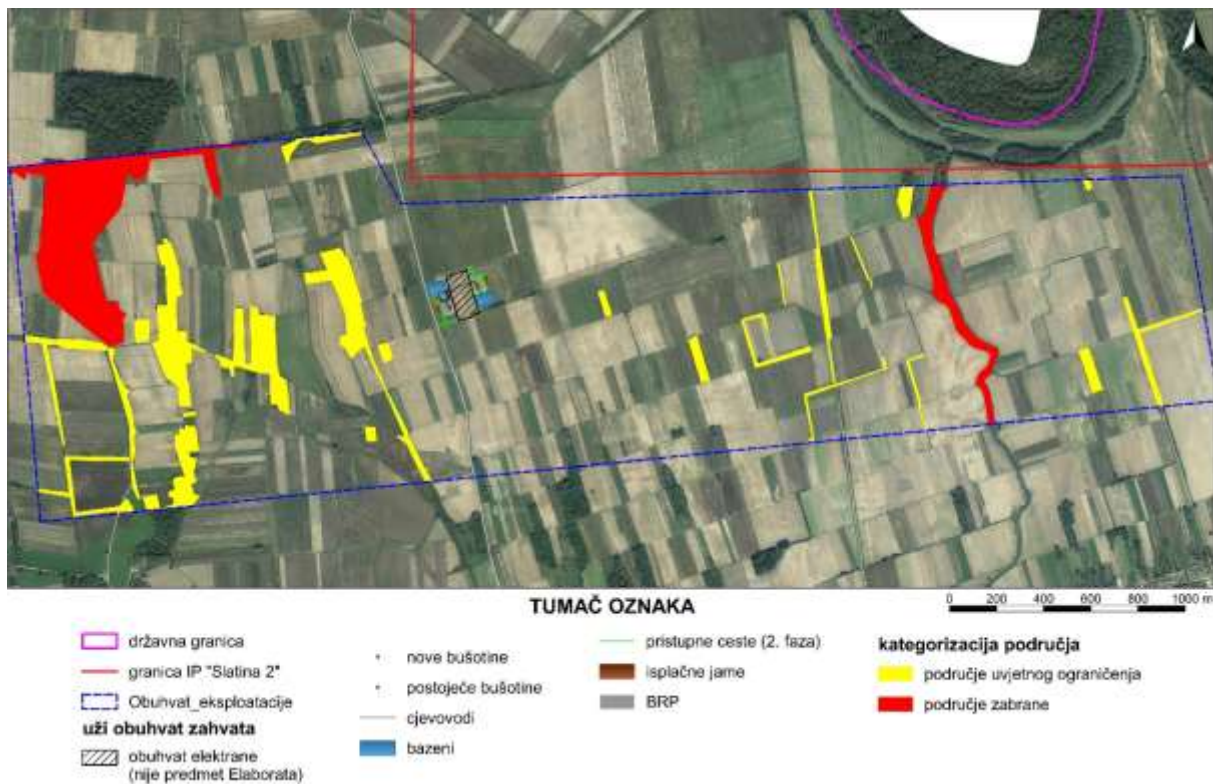 0 200 400 600 800 1000 m
TUMAČ OZNAKA
državna granica
granica IP "Slatina 2"
Obuhvat_eksploatacije
uži obuhvat zahvata
obuhvat elektrane
(nije predmet Elaborata)
nove bušotine
postojeće bušotine
cjevovodi
bazeni
pristupne ceste (2. faza)
isplačne jame
BRP
kategorizacija područja
područje uvjetnog ograničenja
područje zabrane